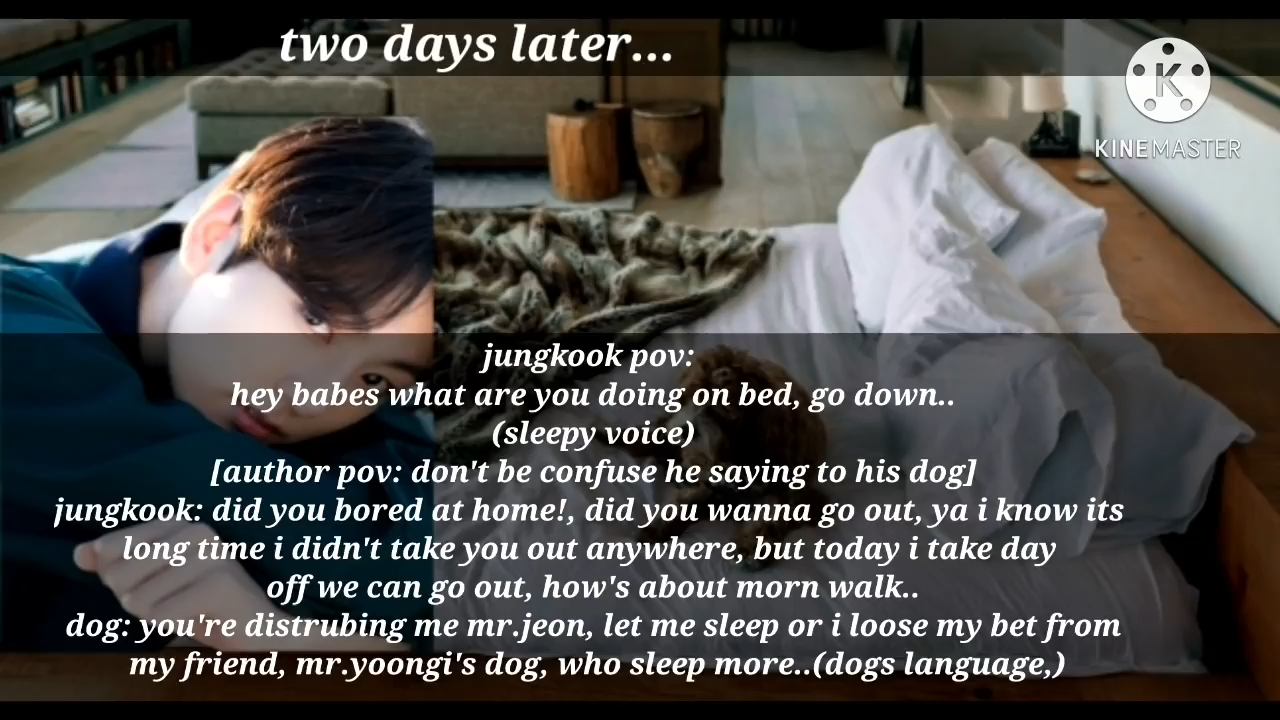 two days later...
KINEMASTER
jungkook pov:
hey babes what are you doing on bed, go down..
(sleepy voice)
[author pov: don't be confuse he saying to his dog]
jungkook: did you bored at home!, did you wanna go out, ya i know its
long time i didn't take you out anywhere, but today i take day
off we can go out, how's about morn walk..
dog: you're distrubing me mr.jeon, let me sleep or i loose my bet from
my friend, mr.yoongi's dog, who sleep more..(dogs language,)